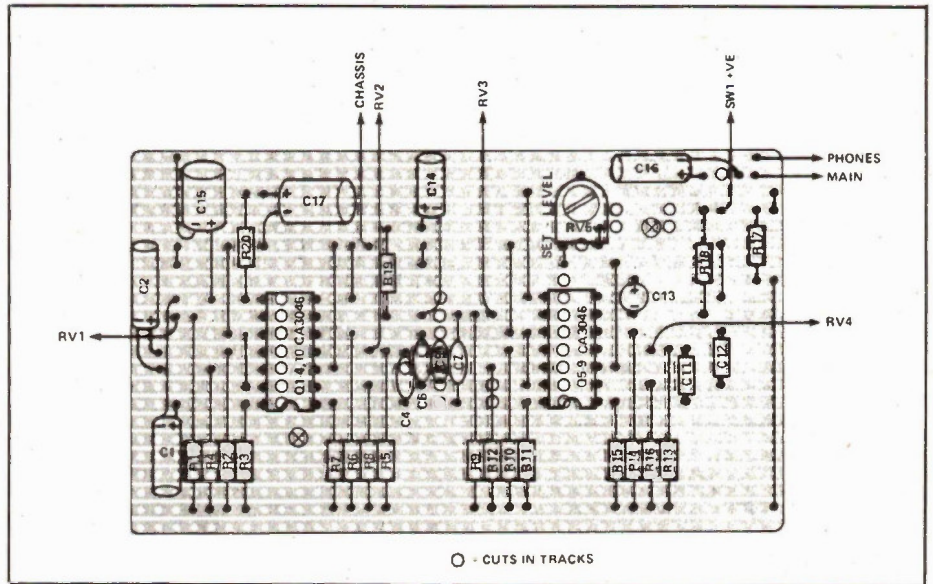 CHASSIS
RV2
RV3
SW1 +VE
PHONES
MAIN
C15
C17
C14
SET LEVEL
RV5
C16
C2
R20
R19
R18
R17
C13
RV1
Q1-4, 10 CA3046
Q5-9 CA3046
RV4
C4
C6
C7
C11
C12
C1
R1
R4
R2
R3
R7
R6
R8
R5
R9
R12
R10
R11
R15
R14
R16
R13
O - CUTS IN TRACKS